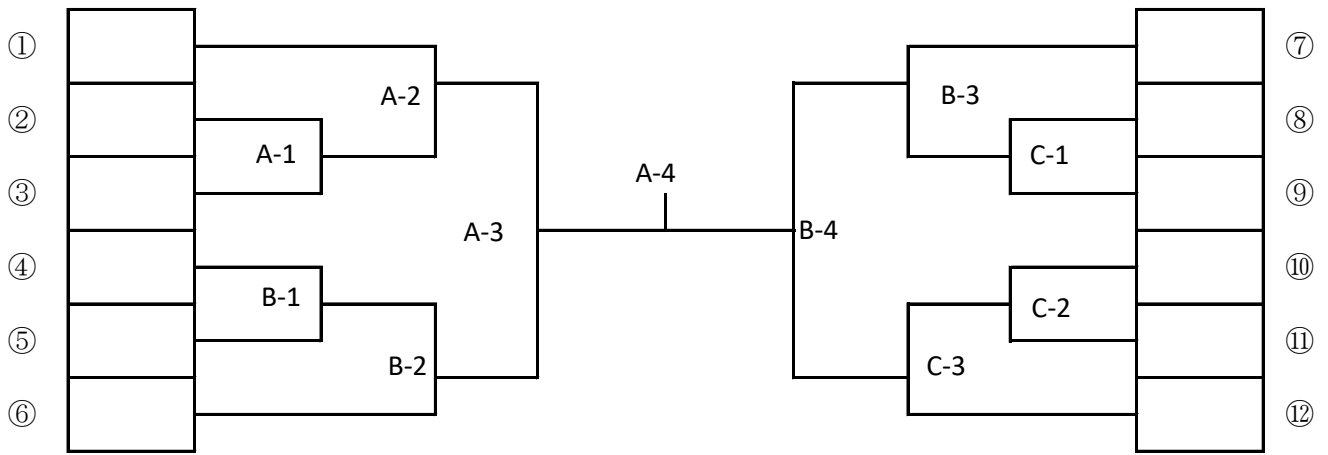 ① ⑦
A-2 B-3
② ⑧
A-1 C-1
A-4
③ ⑨
A-3 B-4
④ ⑩
B-1 C-2
⑤ ⑪
B-2 C-3
⑥ ⑫